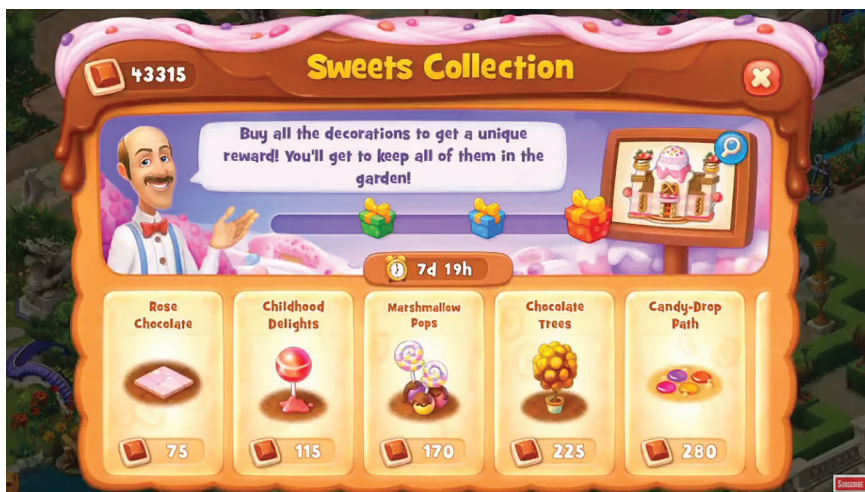 43315
Sweets Collection
Buy all the decorations to get a unique
reward! You'll get to keep all of them in the
garden!
7d 19h
Rose
Chocolate
Childhood
Delights
Marshmallow
Pops
Chocolate
Trees
Candy-Drop
Path
75
115
170
225
280
SUBSCRIBE